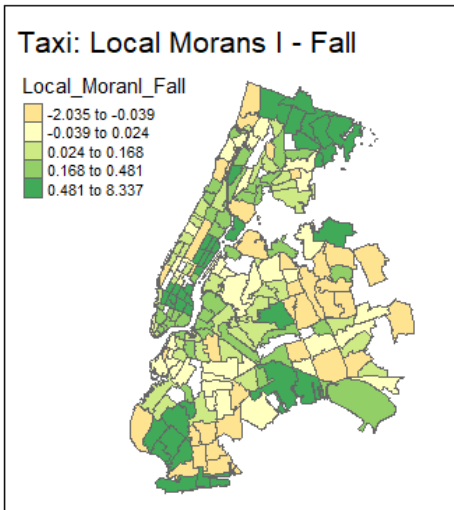 Taxi: Local Morans I - Fall
Local_MoranI_Fall
-2.035 to -0.039
-0.039 to 0.024
0.024 to 0.168
0.168 to 0.481
0.481 to 8.337